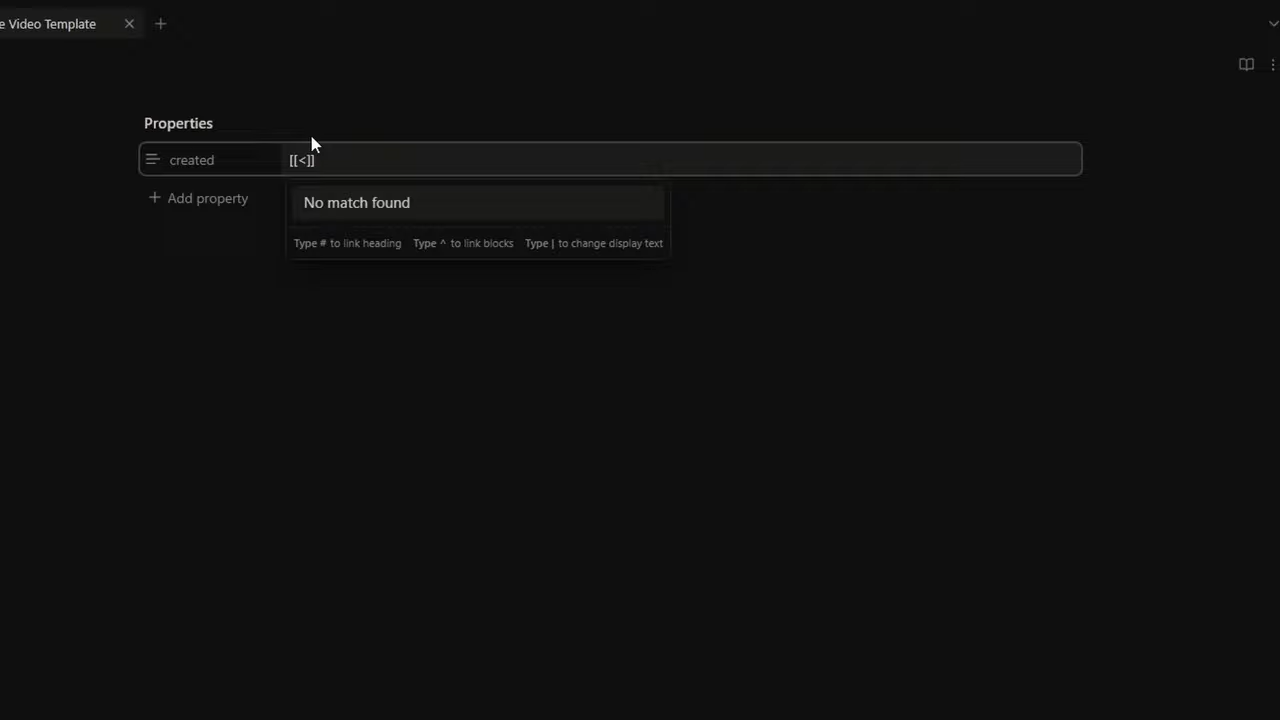 e Video Template
Properties
created [[<]]
Add property
No match found
Type # to link heading Type ^ to link blocks Type | to change display text